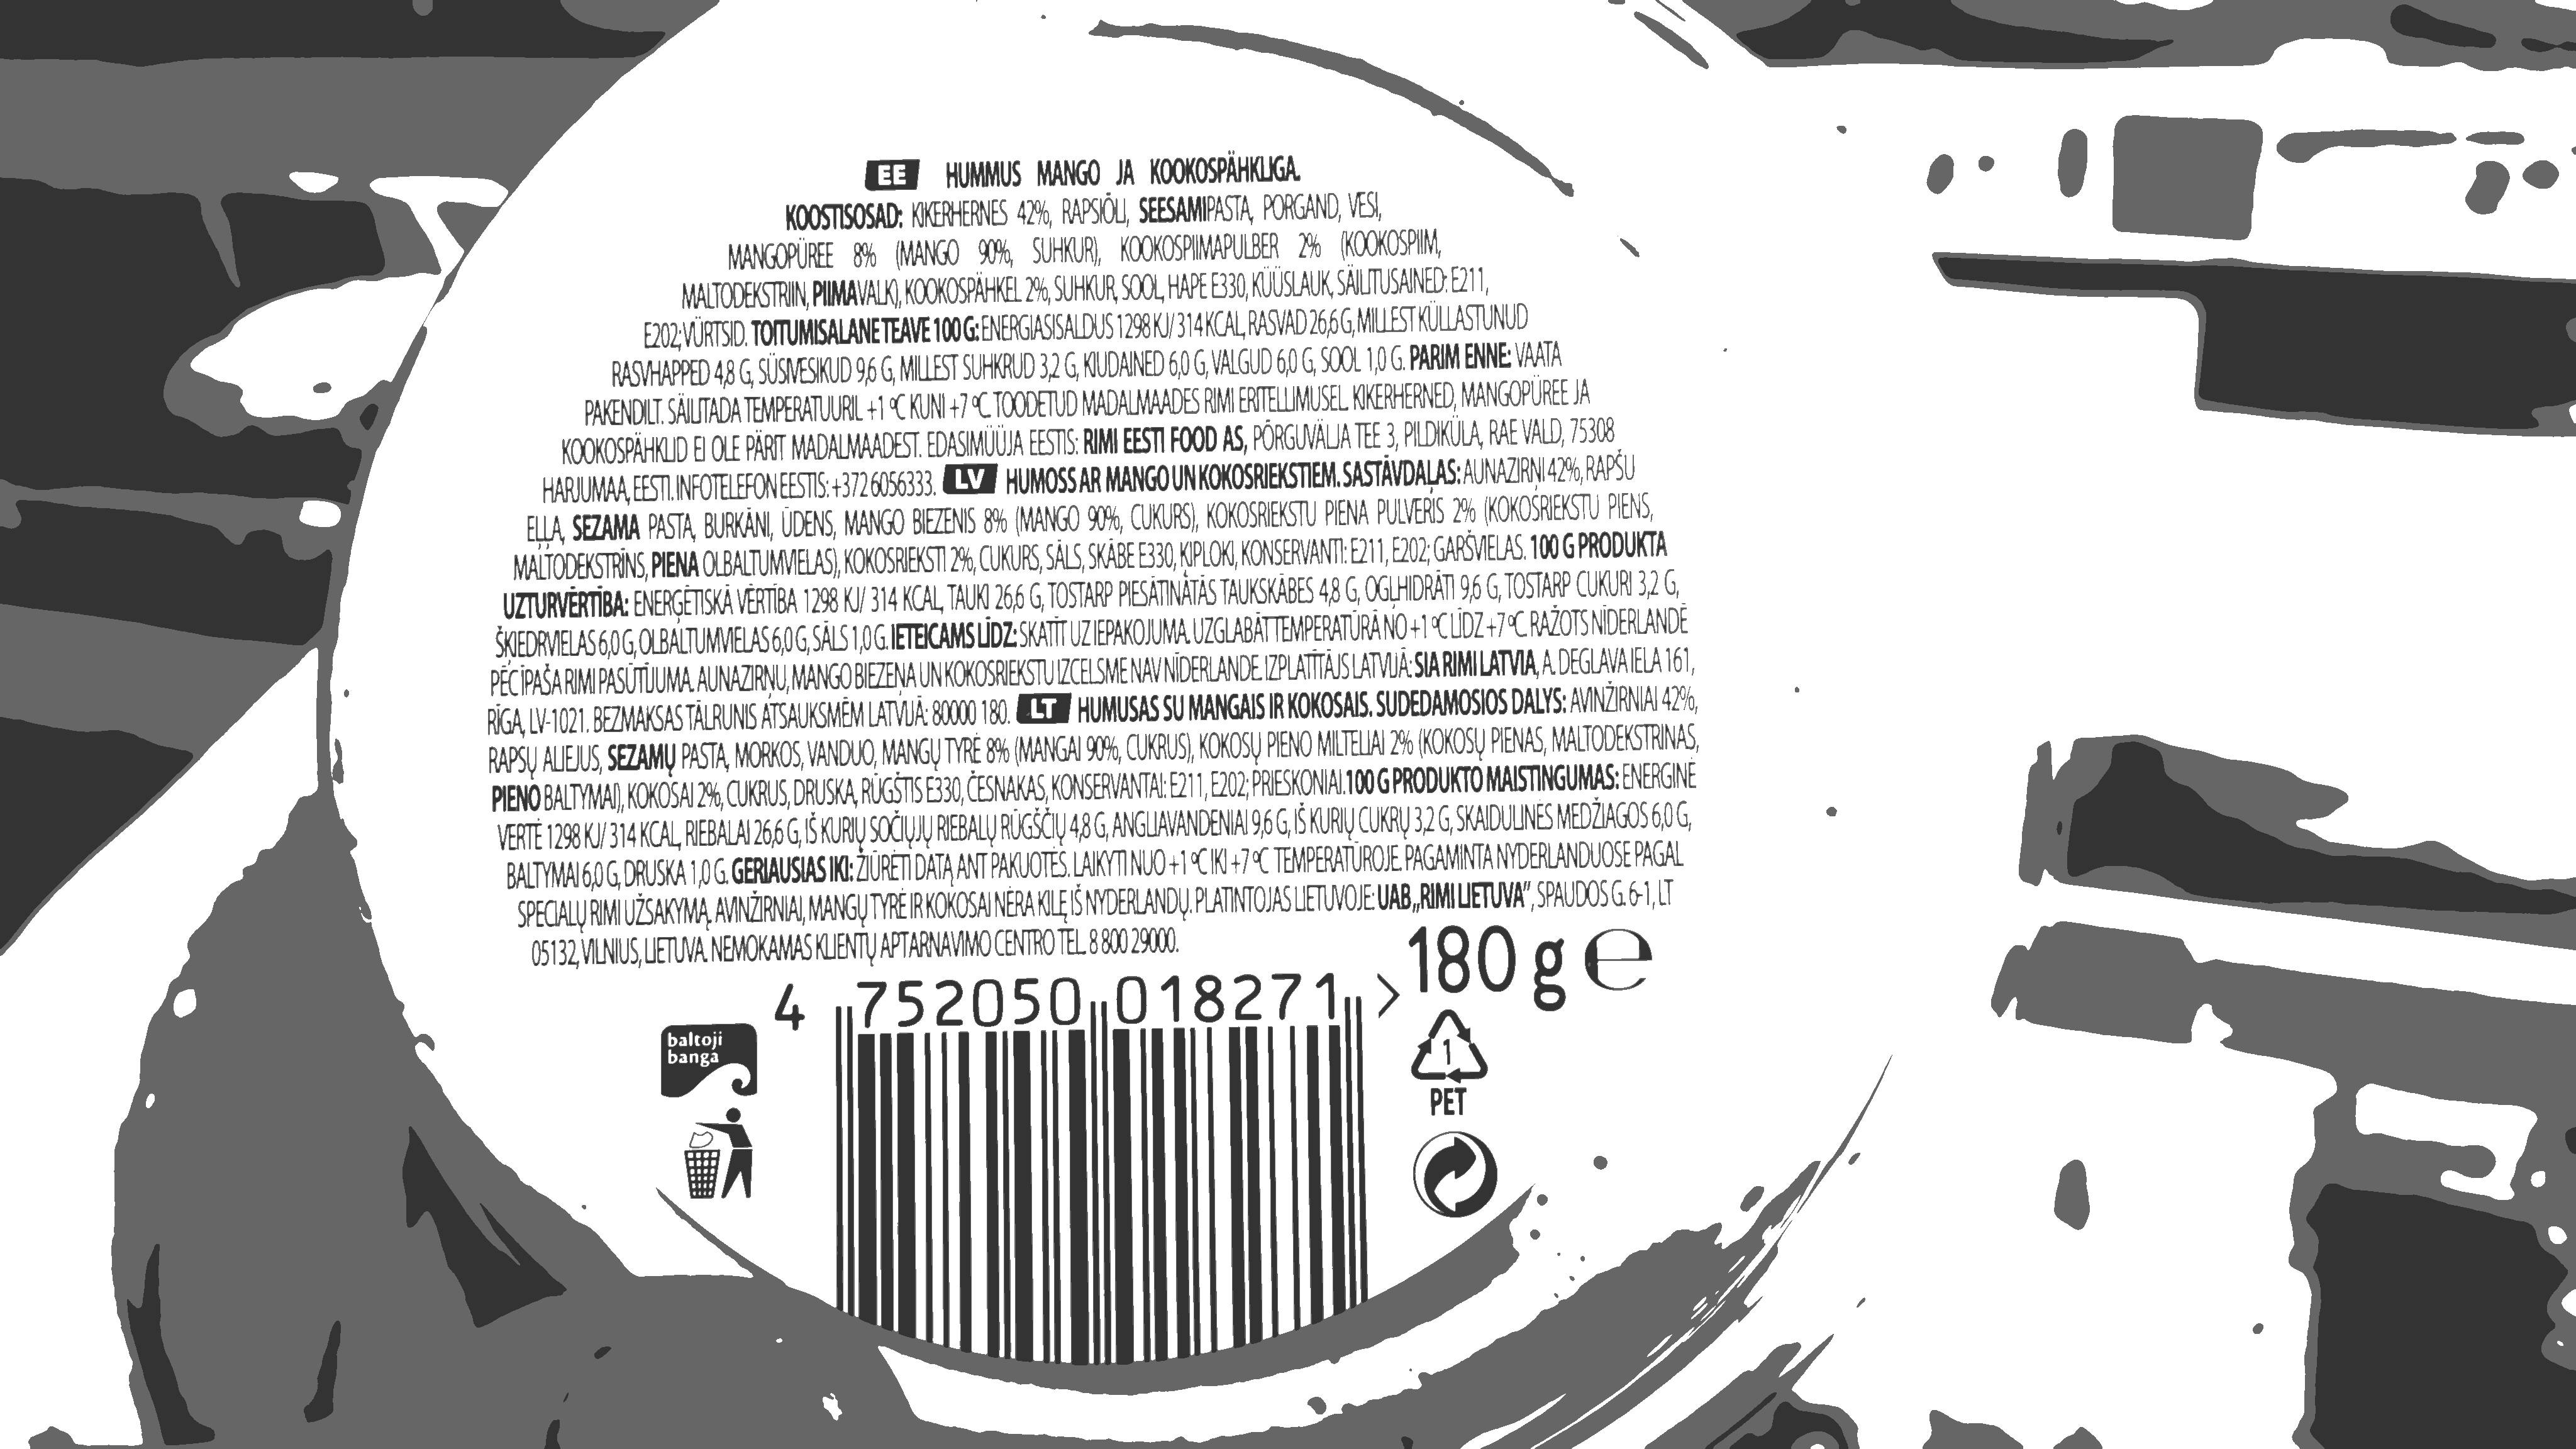 EE HUMMUS MANGO JA KOOKOSPÄHKLIGA.
KOOSTISOSAD: KIKERHERNES 42%, RAPSIÕLI, SEESAMIPASTA, PORGAND, VESI,
MANGOPÜREE 8% (MANGO 90%, SUHKUR), KOOKOSPIIMAPULBER 2% (KOOKOSPIIM,
MALTODEKSTRIIN, PIIMAVALK), KOOKOSPÄHKEL 2%, SUHKUR, SOOL, HAPE E330, KÜÜSLAUK, SÄILITUSAINED: E211,
E202; VÜRTSID. TOITUMISALANE TEAVE 100 G: ENERGIASISALDUS 1298 KJ/ 314 KCAL, RASVAD 26,6 G, MILLEST KÜLLASTUNUD
RASVHAPPED 4,8 G, SÜSIVESIKUD 9,6 G, MILLEST SUHKRUD 3,2 G, KIUDAINED 6,0 G, VALGUD 6,0 G, SOOL 1,0 G. PARIM ENNE: VAATA
PAKENDILT. SÄILITADA TEMPERATUURIL +1 ºC KUNI +7 ºC. TOODETUD MADALMAADES RIMI ERITELLIMUSEL. KIKERHERNED, MANGOPÜREE JA
KOOKOSPÄHKLID EI OLE PÄRIT MADALMAADEST. EDASIMÜÜJA EESTIS: RIMI EESTI FOOD AS, PÕRGUVÄLJA TEE 3, PILDIKÜLA, RAE VALD, 75308
HARJUMAA, EESTI. INFOTELEFON EESTIS: +372 6056333. LV HUMOSS AR MANGO UN KOKOSRIEKSTIEM. SASTĀVDAĻAS: AUNAZIRŅI 42%, RAPŠU
EĻĻA, SEZAMA PASTA, BURKĀNI, ŪDENS, MANGO BIEZENIS 8% (MANGO 90%, CUKURS), KOKOSRIEKSTU PIENA PULVERIS 2% (KOKOSRIEKSTU PIENS,
MALTODEKSTRĪNS, PIENA OLBALTUMVIELAS), KOKOSRIEKSTI 2%, CUKURS, SĀLS, SKĀBE E330, ĶIPLOKI, KONSERVANTI: E211, E202; GARŠVIELAS. 100 G PRODUKTA
UZTURVĒRTĪBA: ENERĢĒTISKĀ VĒRTĪBA 1298 KJ/ 314 KCAL, TAUKI 26,6 G, TOSTARP PIESĀTINĀTĀS TAUKSKĀBES 4,8 G, OGĻHIDRĀTI 9,6 G, TOSTARP CUKURI 3,2 G,
ŠĶIEDRVIELAS 6,0 G, OLBALTUMVIELAS 6,0 G, SĀLS 1,0 G. IETEICAMS LĪDZ: SKATĪT UZ IEPAKOJUMA. UZGLABĀT TEMPERATŪRĀ NO +1 ºC LĪDZ +7 ºC. RAŽOTS NĪDERLANDĒ
PĒC ĪPAŠA RIMI PASŪTĪJUMA. AUNAZIRŅU, MANGO BIEZEŅA UN KOKOSRIEKSTU IZCELSME NAV NĪDERLANDE. IZPLATĪTĀJS LATVIJĀ: SIA RIMI LATVIA, A. DEGLAVA IELA 161,
RĪGA, LV-1021. BEZMAKSAS TĀLRUNIS ATSAUKSMĒM LATVIJĀ: 80000 180. LT HUMUSAS SU MANGAIS IR KOKOSAIS. SUDEDAMOSIOS DALYS: AVINŽIRNIAI 42%,
RAPSŲ ALIEJUS, SEZAMŲ PASTA, MORKOS, VANDUO, MANGŲ TYRĖ 8% (MANGAI 90%, CUKRUS), KOKOSŲ PIENO MILTELIAI 2% (KOKOSŲ PIENAS, MALTODEKSTRINAS,
PIENO BALTYMAI), KOKOSAI 2%, CUKRUS, DRUSKA, RŪGŠTIS E330, ČESNAKAS, KONSERVANTAI: E211, E202; PRIESKONIAI. 100 G PRODUKTO MAISTINGUMAS: ENERGINĖ
VERTĖ 1298 KJ/ 314 KCAL, RIEBALAI 26,6 G, IŠ KURIŲ SOČIŲJŲ RIEBALŲ RŪGŠČIŲ 4,8 G, ANGLIAVANDENIAI 9,6 G, IŠ KURIŲ CUKRŲ 3,2 G, SKAIDULINĖS MEDŽIAGOS 6,0 G,
BALTYMAI 6,0 G, DRUSKA 1,0 G. GERIAUSIAS IKI: ŽIŪRĖTI DATĄ ANT PAKUOTĖS. LAIKYTI NUO +1 ºC IKI +7 ºC TEMPERATŪROJE. PAGAMINTA NYDERLANDUOSE PAGAL
SPECIALŲ RIMI UŽSAKYMĄ. AVINŽIRNIAI, MANGŲ TYRĖ IR KOKOSAI NĖRA KILĘ IŠ NYDERLANDŲ. PLATINTOJAS LIETUVOJE: UAB „RIMI LIETUVA”, SPAUDOS G. 6-1, LT
05132, VILNIUS, LIETUVA. NEMOKAMAS KLIENTŲ APTARNAVIMO CENTRO TEL. 8 800 29000.
180 g ℮
4 752050 018271 >
baltoji
banga
1
PET